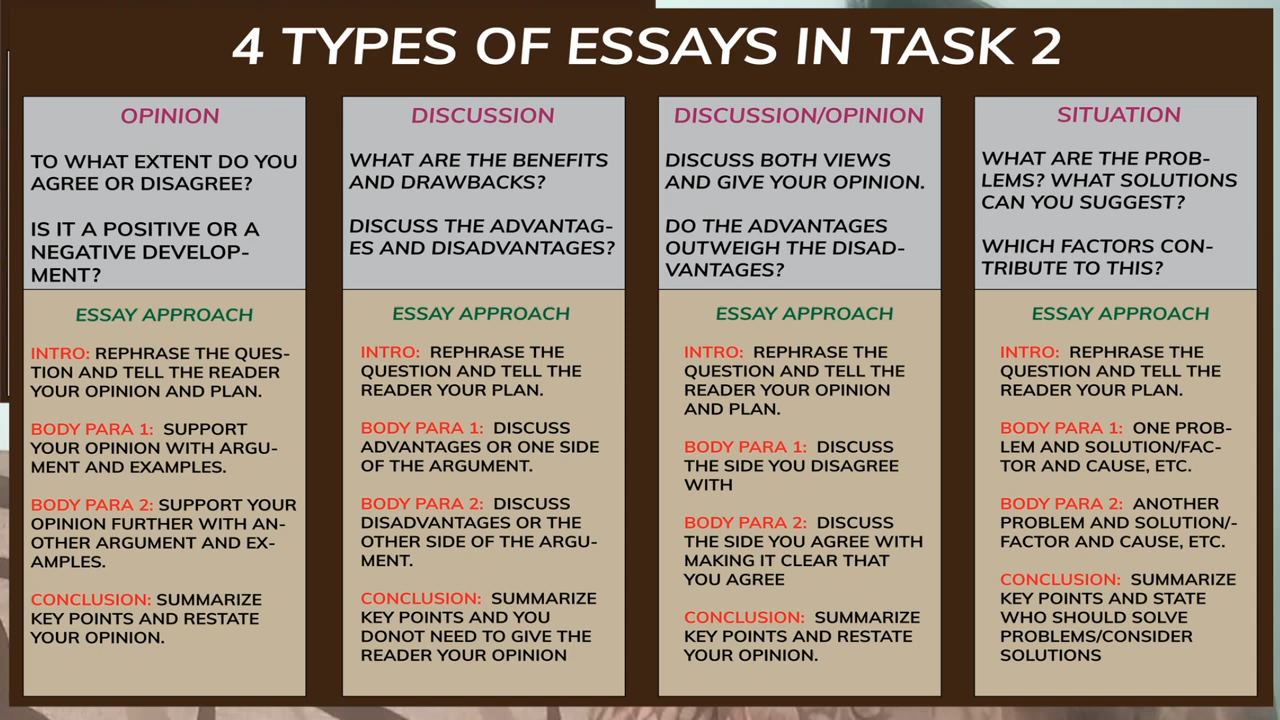 4 TYPES OF ESSAYS IN TASK 2
OPINION
TO WHAT EXTENT DO YOU
AGREE OR DISAGREE?
IS IT A POSITIVE OR A
NEGATIVE DEVELOP-
MENT?
ESSAY APPROACH
INTRO: REPHRASE THE QUES-
TION AND TELL THE READER
YOUR OPINION AND PLAN.
BODY PARA 1: SUPPORT
YOUR OPINION WITH ARGU-
MENT AND EXAMPLES.
BODY PARA 2: SUPPORT YOUR
OPINION FURTHER WITH AN-
OTHER ARGUMENT AND EX-
AMPLES.
CONCLUSION: SUMMARIZE
KEY POINTS AND RESTATE
YOUR OPINION.
DISCUSSION
WHAT ARE THE BENEFITS
AND DRAWBACKS?
DISCUSS THE ADVANTAG-
ES AND DISADVANTAGES?
ESSAY APPROACH
INTRO: REPHRASE THE
QUESTION AND TELL THE
READER YOUR PLAN.
BODY PARA 1: DISCUSS
ADVANTAGES OR ONE SIDE
OF THE ARGUMENT.
BODY PARA 2: DISCUSS
DISADVANTAGES OR THE
OTHER SIDE OF THE ARGU-
MENT.
CONCLUSION: SUMMARIZE
KEY POINTS AND YOU
DONOT NEED TO GIVE THE
READER YOUR OPINION
DISCUSSION/OPINION
DISCUSS BOTH VIEWS
AND GIVE YOUR OPINION.
DO THE ADVANTAGES
OUTWEIGH THE DISAD-
VANTAGES?
ESSAY APPROACH
INTRO: REPHRASE THE
QUESTION AND TELL THE
READER YOUR OPINION
AND PLAN.
BODY PARA 1: DISCUSS
THE SIDE YOU DISAGREE
WITH
BODY PARA 2: DISCUSS
THE SIDE YOU AGREE WITH
MAKING IT CLEAR THAT
YOU AGREE
CONCLUSION: SUMMARIZE
KEY POINTS AND RESTATE
YOUR OPINION.
SITUATION
WHAT ARE THE PROB-
LEMS? WHAT SOLUTIONS
CAN YOU SUGGEST?
WHICH FACTORS CON-
TRIBUTE TO THIS?
ESSAY APPROACH
INTRO: REPHRASE THE
QUESTION AND TELL THE
READER YOUR PLAN.
BODY PARA 1: ONE PROB-
LEM AND SOLUTION/FAC-
TOR AND CAUSE, ETC.
BODY PARA 2: ANOTHER
PROBLEM AND SOLUTION/-
FACTOR AND CAUSE, ETC.
CONCLUSION: SUMMARIZE
KEY POINTS AND STATE
WHO SHOULD SOLVE
PROBLEMS/CONSIDER
SOLUTIONS